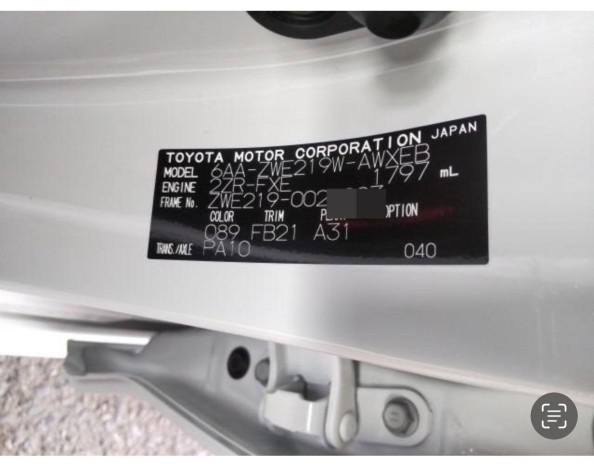 TOYOTA MOTOR CORPORATION JAPAN
MODEL 6AA-ZWE219W-AWXEB
ENGINE 2ZR-FXE 1797 mL
FRAME No. ZWE219-002
COLOR TRIM OPTION
089 FB21 A31
TRANS./AXLE PA10 040